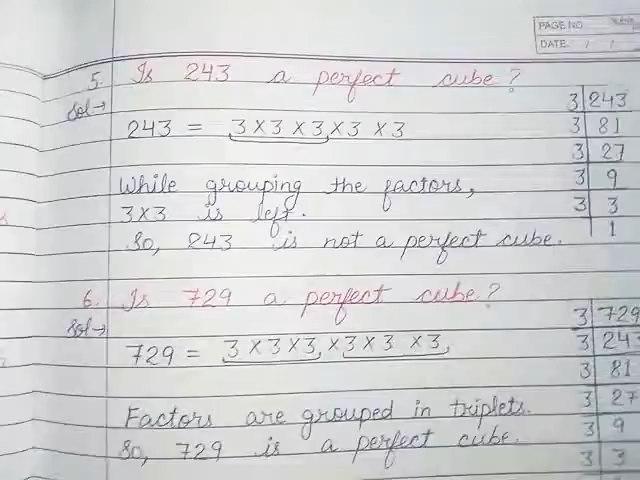 PAGE NO.
DATE: / /
5. Is 243 a perfect cube?
Sol→
243 = 3×3×3×3×3
3 243
3 81
3 27
3 9
3 3
1
While grouping the factors,
3×3 is left.
So, 243 is not a perfect cube.
6. Is 729 a perfect cube?
Sol→
729 = 3×3×3×3×3×3
3 729
3 243
3 81
3 27
3 9
3 3
Factors are grouped in triplets.
So, 729 is a perfect cube.